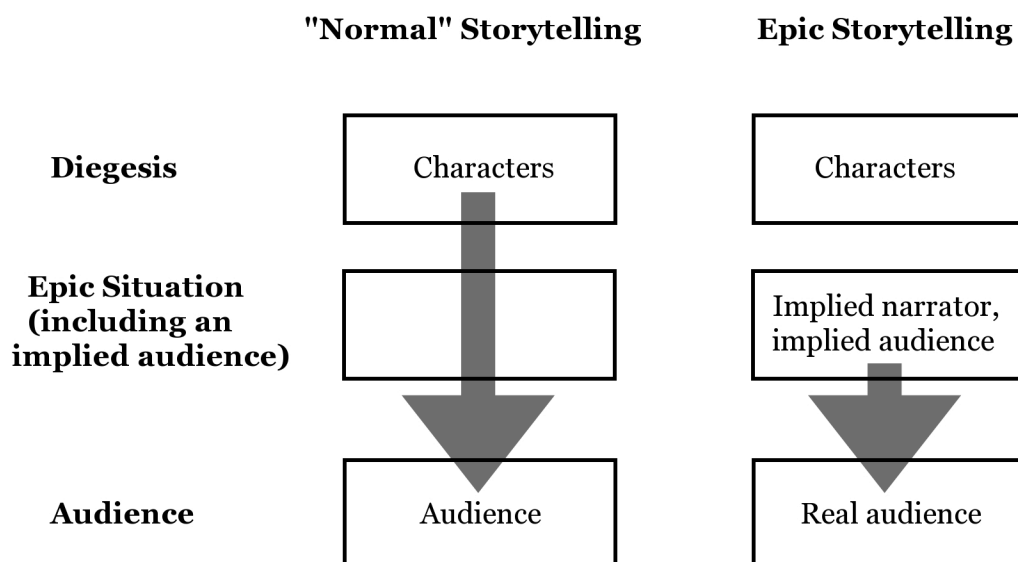 "Normal" Storytelling
Epic Storytelling
Diegesis
Characters
Characters
Epic Situation
(including an
implied audience)
Implied narrator,
implied audience
Audience
Audience
Real audience